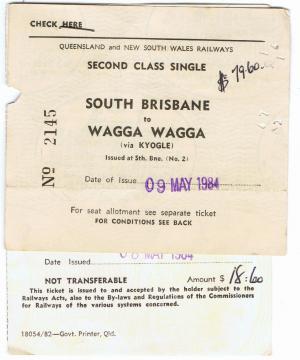 CHECK HERE
QUEENSLAND and NEW SOUTH WALES RAILWAYS
SECOND CLASS SINGLE
$ 79.60
SOUTH BRISBANE
to
WAGGA WAGGA
(via KYOGLE)
Issued at Sth. Bne. (No. 2)
No 2145
Date of Issue 09 MAY 1984
For seat allotment see separate ticket
FOR CONDITIONS SEE BACK
Date Issued MAY 1984
NOT TRANSFERABLE Amount $ 18:60
This ticket is issued to and accepted by the holder subject to the
Railways Acts, also to the By-laws and Regulations of the Commissioners
for Railways of the various systems concerned.
18054/82—Govt. Printer, Qld.